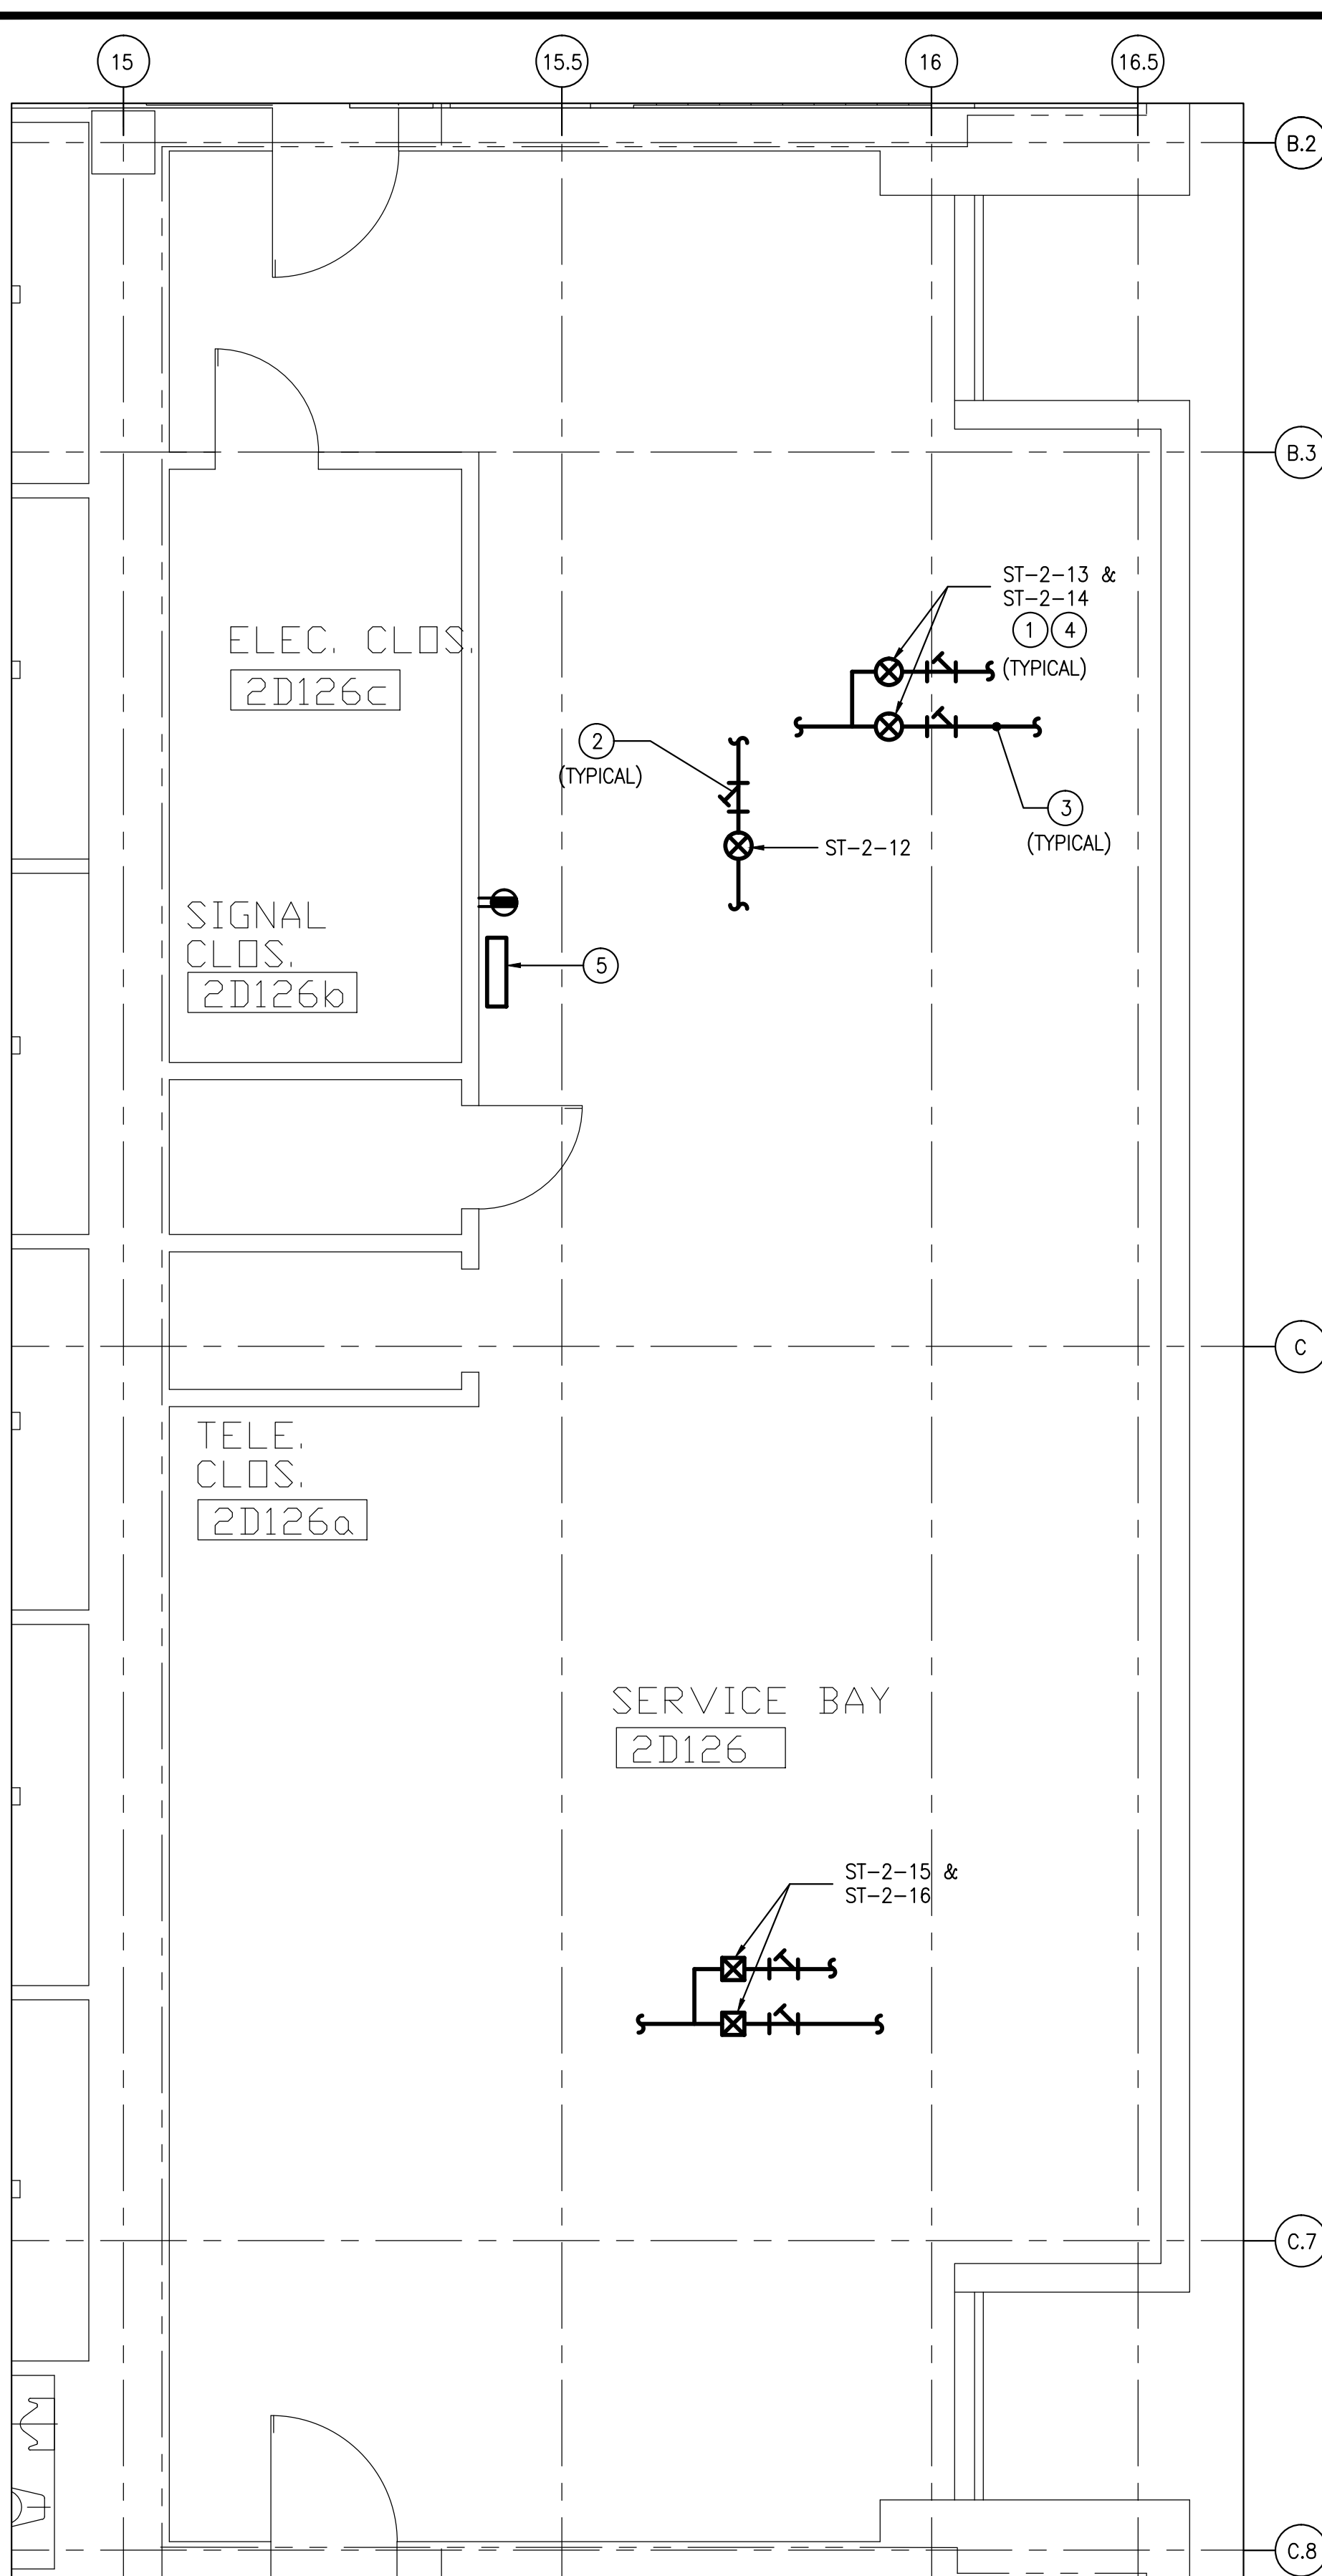 15
15.5
16
16.5
B.2
B.3
ST-2-13 &
ST-2-14
1 4
(TYPICAL)
ELEC. CLOS.
2D126c
2
(TYPICAL)
3
(TYPICAL)
ST-2-12
SIGNAL
CLOS.
2D126b
5
C
TELE.
CLOS.
2D126a
SERVICE BAY
2D126
ST-2-15 &
ST-2-16
C.7
C.8